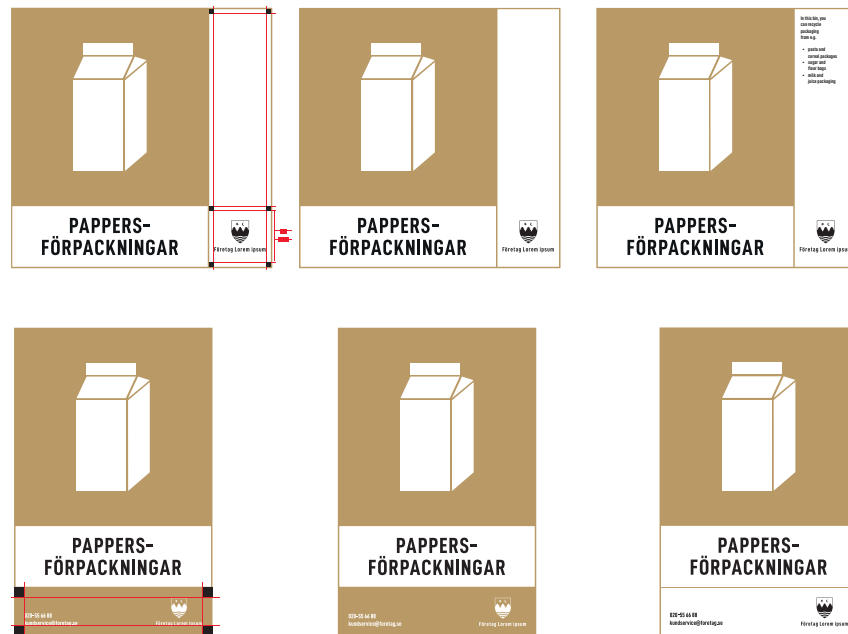 PAPPERS-
FÖRPACKNINGAR
Företag Lorem ipsum
PAPPERS-
FÖRPACKNINGAR
Företag Lorem ipsum
In this bin, you
can recycle
packaging
from e.g.
• pasta and
cereal packages
• sugar and
flour bags
• milk and
juice packaging
PAPPERS-
FÖRPACKNINGAR
Företag Lorem ipsum
PAPPERS-
FÖRPACKNINGAR
020-55 66 88
kundservice@foretag.se
Företag Lorem ipsum
PAPPERS-
FÖRPACKNINGAR
020-55 66 88
kundservice@foretag.se
Företag Lorem ipsum
PAPPERS-
FÖRPACKNINGAR
020-55 66 88
kundservice@foretag.se
Företag Lorem ipsum